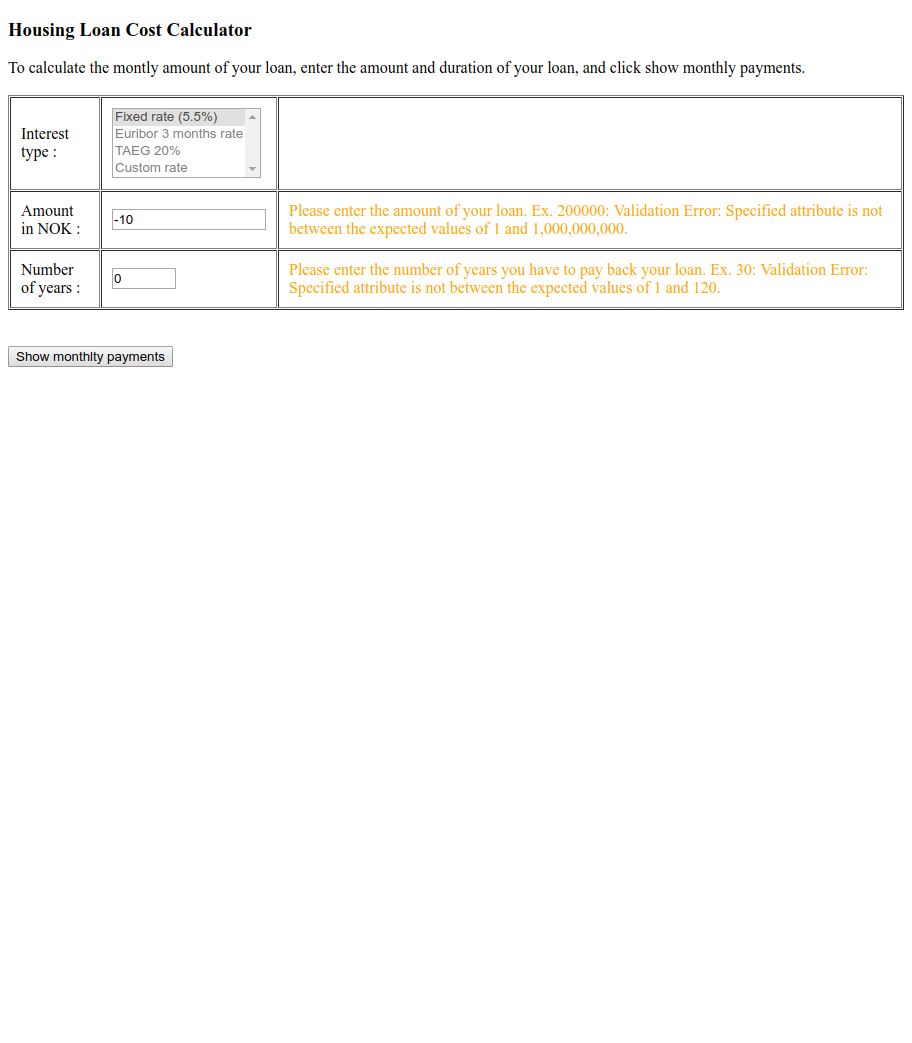 Housing Loan Cost Calculator
To calculate the montly amount of your loan, enter the amount and duration of your loan, and click show monthly payments.
Interest
type :
Fixed rate (5.5%)
Euribor 3 months rate
TAEG 20%
Custom rate
Amount
in NOK :
-10
Please enter the amount of your loan. Ex. 200000: Validation Error: Specified attribute is not
between the expected values of 1 and 1,000,000,000.
Number
of years :
0
Please enter the number of years you have to pay back your loan. Ex. 30: Validation Error:
Specified attribute is not between the expected values of 1 and 120.
Show monthlty payments